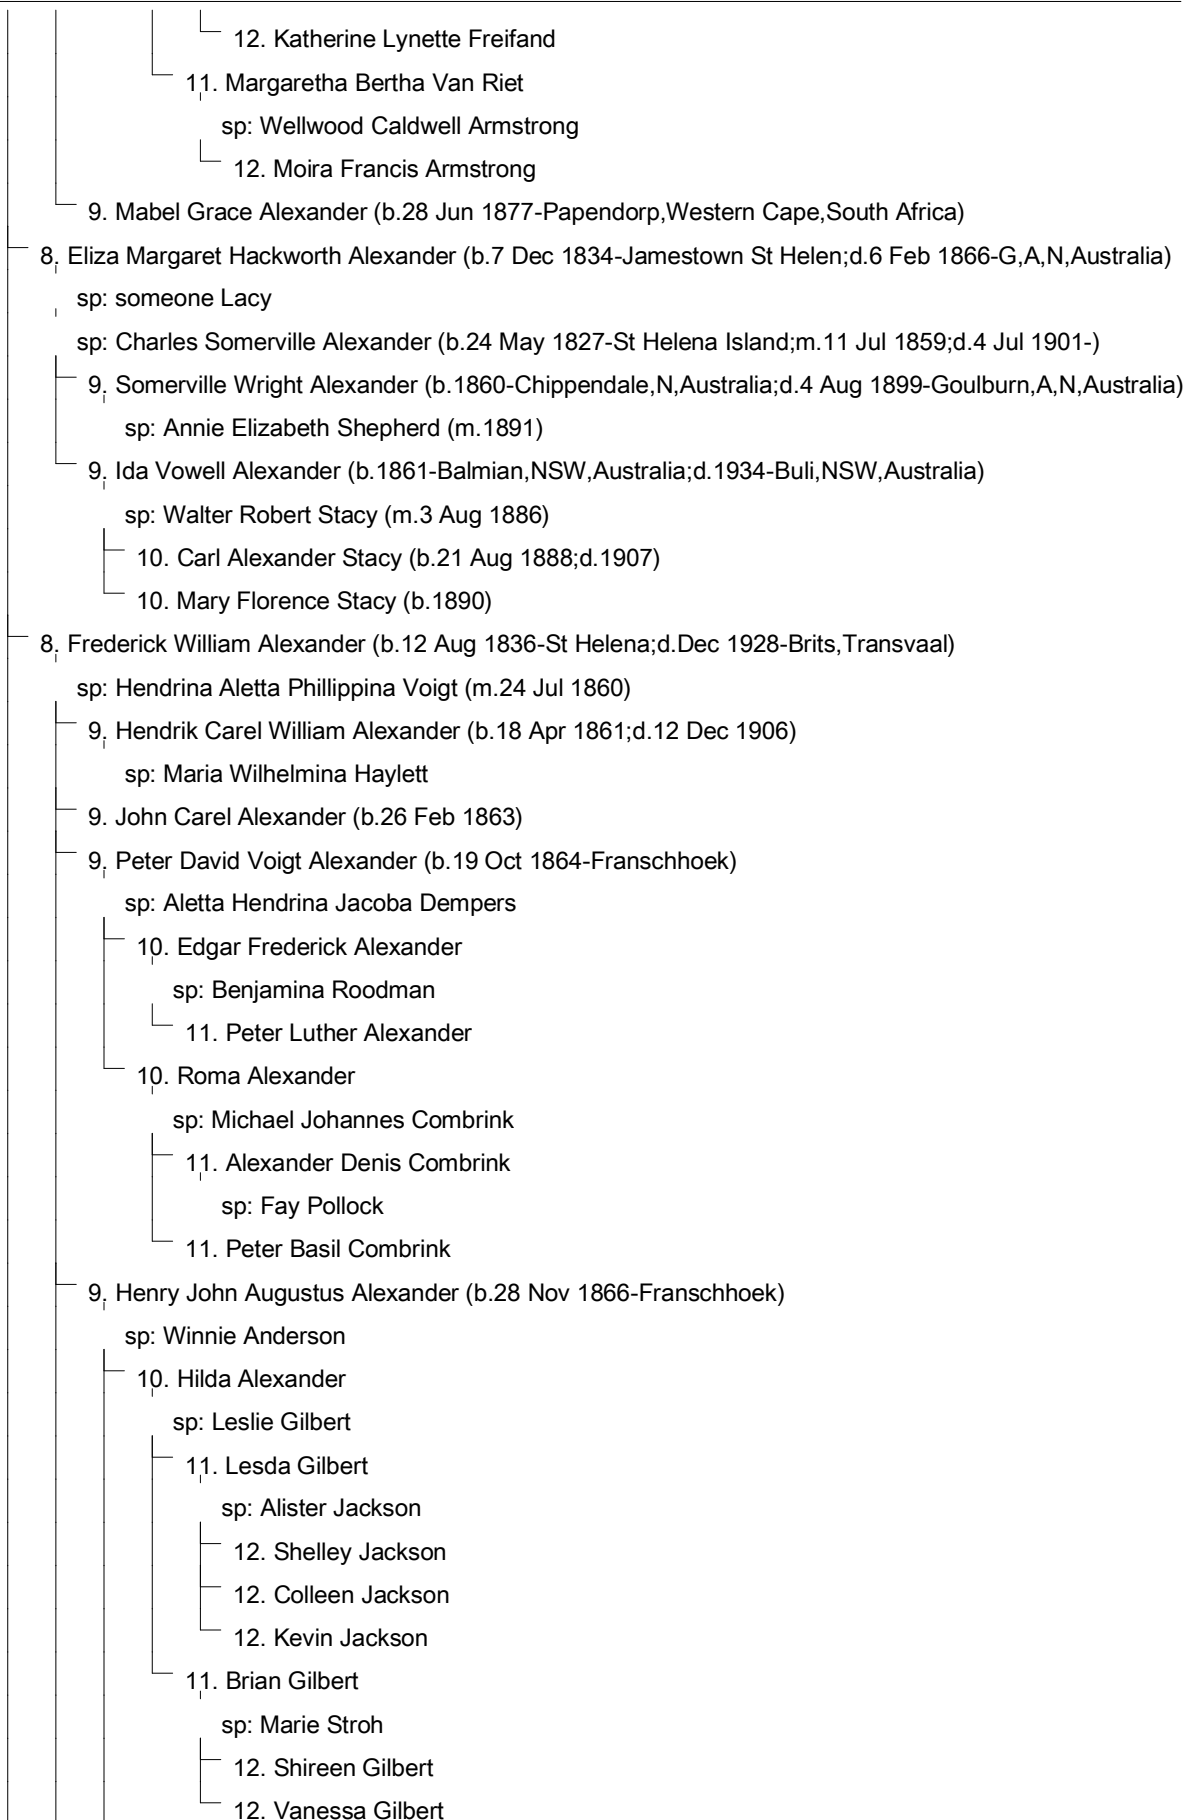 12. Katherine Lynette Freifand
11. Margaretha Bertha Van Riet
sp: Wellwood Caldwell Armstrong
12. Moira Francis Armstrong
9. Mabel Grace Alexander (b.28 Jun 1877-Papendorp,Western Cape,South Africa)
8. Eliza Margaret Hackworth Alexander (b.7 Dec 1834-Jamestown St Helen;d.6 Feb 1866-G,A,N,Australia)
sp: someone Lacy
sp: Charles Somerville Alexander (b.24 May 1827-St Helena Island;m.11 Jul 1859;d.4 Jul 1901-)
9. Somerville Wright Alexander (b.1860-Chippendale,N,Australia;d.4 Aug 1899-Goulburn,A,N,Australia)
sp: Annie Elizabeth Shepherd (m.1891)
9. Ida Vowell Alexander (b.1861-Balmian,NSW,Australia;d.1934-Buli,NSW,Australia)
sp: Walter Robert Stacy (m.3 Aug 1886)
10. Carl Alexander Stacy (b.21 Aug 1888;d.1907)
10. Mary Florence Stacy (b.1890)
8. Frederick William Alexander (b.12 Aug 1836-St Helena;d.Dec 1928-Brits,Transvaal)
sp: Hendrina Aletta Phillippina Voigt (m.24 Jul 1860)
9. Hendrik Carel William Alexander (b.18 Apr 1861;d.12 Dec 1906)
sp: Maria Wilhelmina Haylett
9. John Carel Alexander (b.26 Feb 1863)
9. Peter David Voigt Alexander (b.19 Oct 1864-Franschhoek)
sp: Aletta Hendrina Jacoba Dempers
10. Edgar Frederick Alexander
sp: Benjamina Roodman
11. Peter Luther Alexander
10. Roma Alexander
sp: Michael Johannes Combrink
11. Alexander Denis Combrink
sp: Fay Pollock
11. Peter Basil Combrink
9. Henry John Augustus Alexander (b.28 Nov 1866-Franschhoek)
sp: Winnie Anderson
10. Hilda Alexander
sp: Leslie Gilbert
11. Lesda Gilbert
sp: Alister Jackson
12. Shelley Jackson
12. Colleen Jackson
12. Kevin Jackson
11. Brian Gilbert
sp: Marie Stroh
12. Shireen Gilbert
12. Vanessa Gilbert